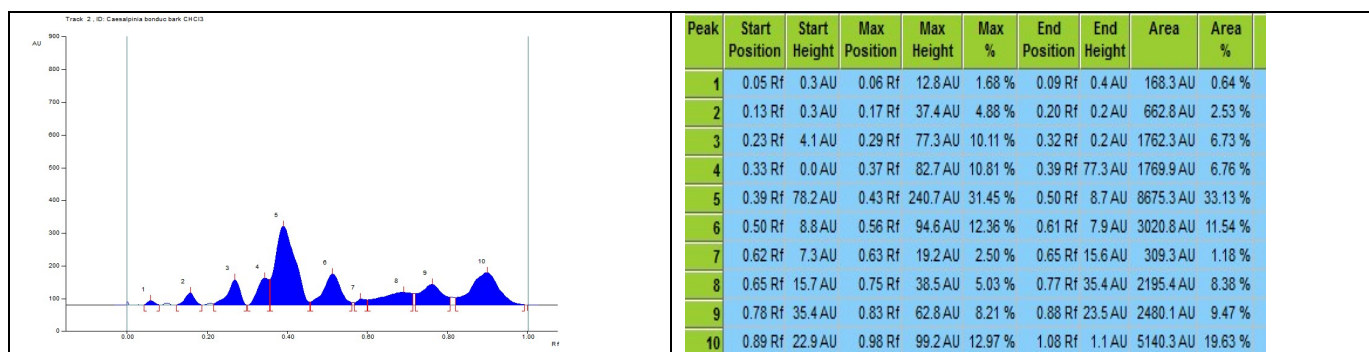 Track 2 , ID: Caesalpinia bonduc bark CHCl3
AU
900
800
700
600
500
400
300
200
100
0
1
2
3
4
5
6
7
8
9
10
0.00 0.20 0.40 0.60 0.80 1.00
Rf
Peak Start Position Start Height Max Position Max Height Max % End Position End Height Area Area %
1 0.05 Rf 0.3 AU 0.06 Rf 12.8 AU 1.68 % 0.09 Rf 0.4 AU 168.3 AU 0.64 %
2 0.13 Rf 0.3 AU 0.17 Rf 37.4 AU 4.88 % 0.20 Rf 0.2 AU 662.8 AU 2.53 %
3 0.23 Rf 4.1 AU 0.29 Rf 77.3 AU 10.11 % 0.32 Rf 0.2 AU 1762.3 AU 6.73 %
4 0.33 Rf 0.0 AU 0.37 Rf 82.7 AU 10.81 % 0.39 Rf 77.3 AU 1769.9 AU 6.76 %
5 0.39 Rf 78.2 AU 0.43 Rf 240.7 AU 31.45 % 0.50 Rf 8.7 AU 8675.3 AU 33.13 %
6 0.50 Rf 8.8 AU 0.56 Rf 94.6 AU 12.36 % 0.61 Rf 7.9 AU 3020.8 AU 11.54 %
7 0.62 Rf 7.3 AU 0.63 Rf 19.2 AU 2.50 % 0.65 Rf 15.6 AU 309.3 AU 1.18 %
8 0.65 Rf 15.7 AU 0.75 Rf 38.5 AU 5.03 % 0.77 Rf 35.4 AU 2195.4 AU 8.38 %
9 0.78 Rf 35.4 AU 0.83 Rf 62.8 AU 8.21 % 0.88 Rf 23.5 AU 2480.1 AU 9.47 %
10 0.89 Rf 22.9 AU 0.98 Rf 99.2 AU 12.97 % 1.08 Rf 1.1 AU 5140.3 AU 19.63 %